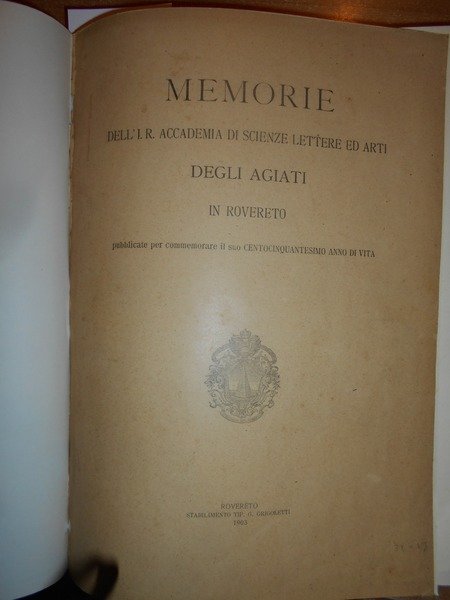 MEMORIE
DELL' I. R. ACCADEMIA DI SCIENZE LETTERE ED ARTI
DEGLI AGIATI
IN ROVERETO
pubblicate per commemorare il suo CENTOCINQUANTESIMO ANNO DI VITA
ROVERETO
STABILIMENTO TIP. G. GRIGOLETTI
1903